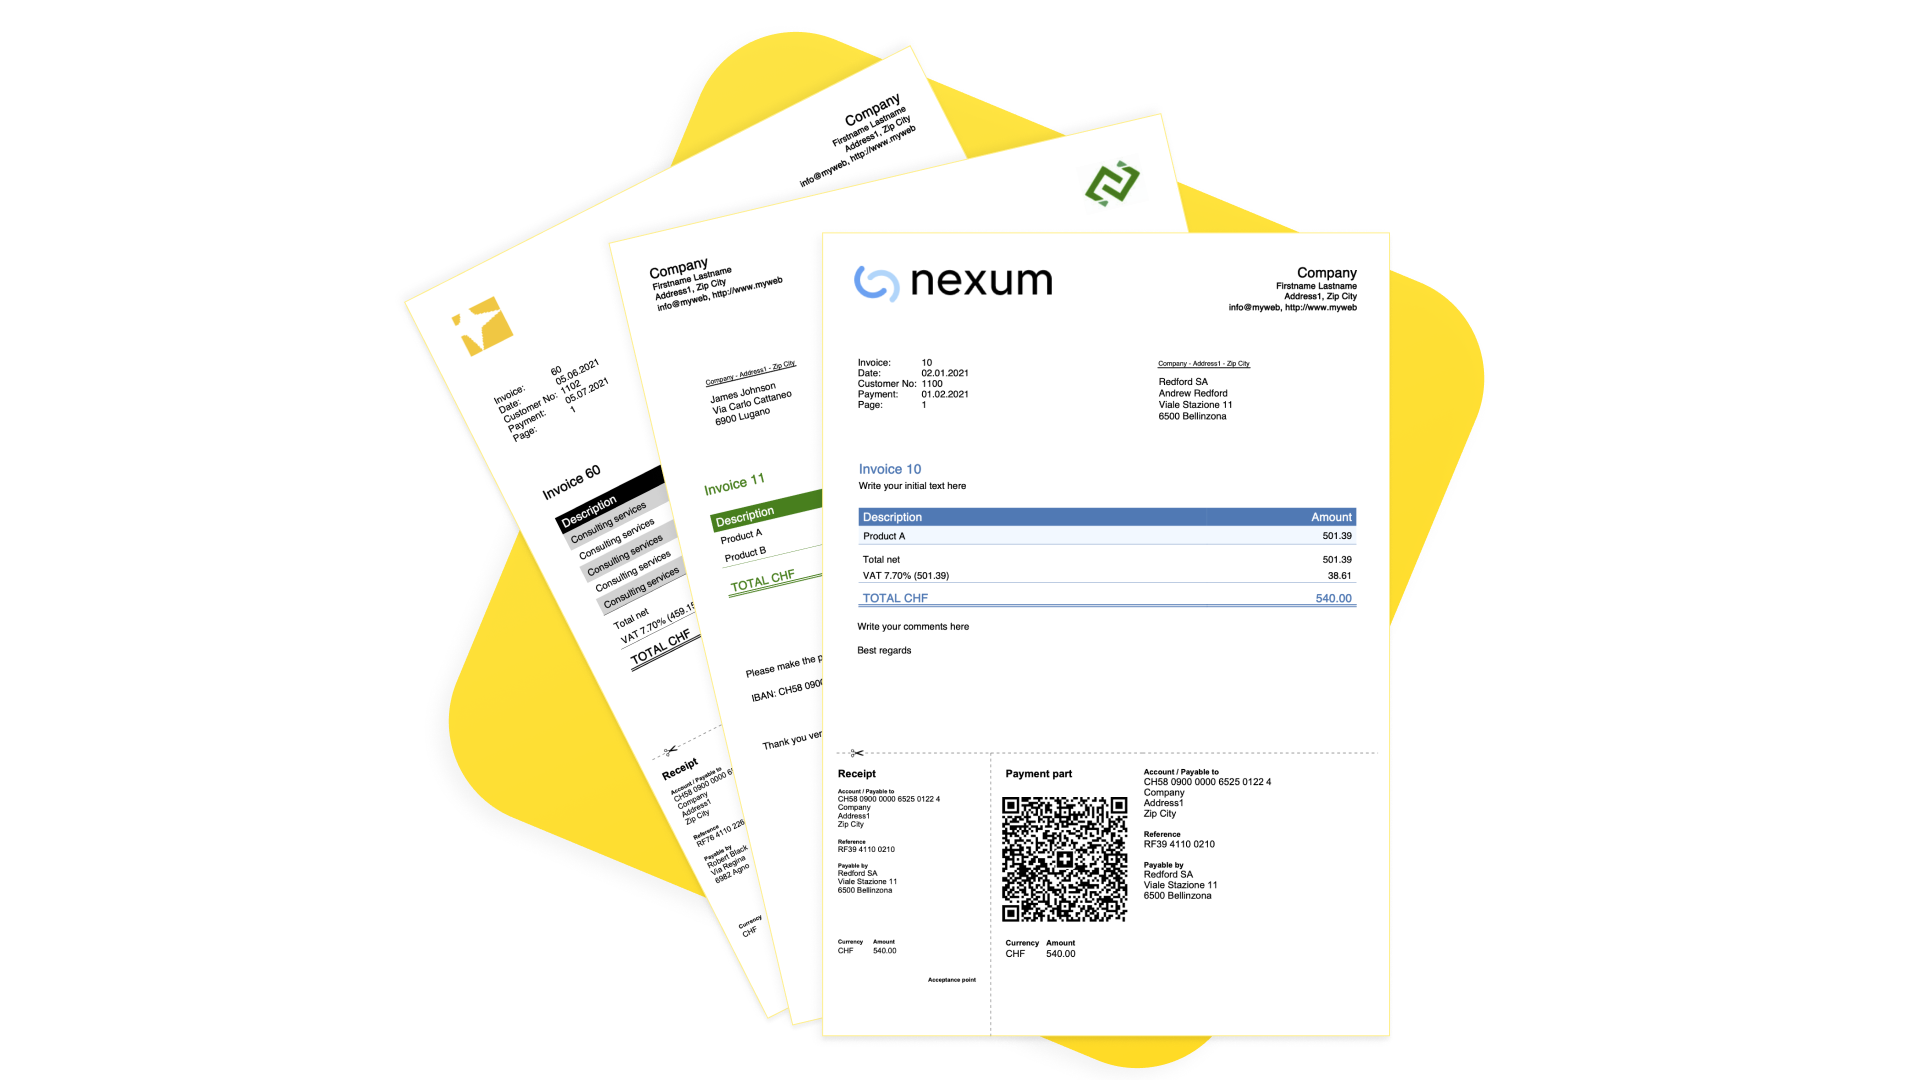 Company
Firstname Lastname
Address1, Zip City
info@myweb, http://www.myweb
Invoice: 60
Date: 05.06.2021
Customer No: 1102
Payment: 05.07.2021
Page: 1
Invoice 60
Description
Consulting services
Consulting services
Consulting services
Consulting services
Consulting services
Total net
VAT 7.70% (459.15
TOTAL CHF
Receipt
Account / Payable to
CH58 0900 0000 6
Company
Address1
Zip City
Reference
RF76 4110 226
Payable by
Robert Black
Via Regina
6982 Agno
Currency
CHF
Company
Firstname Lastname
Address1, Zip City
info@myweb, http://www.myweb
Company - Address1 - Zip City
James Johnson
Via Carlo Cattaneo
6900 Lugano
Invoice 11
Description
Product A
Product B
TOTAL CHF
Please make the p
IBAN: CH58 0900
Thank you ver
nexum
Company
Firstname Lastname
Address1, Zip City
info@myweb, http://www.myweb
Invoice: 10
Date: 02.01.2021
Customer No: 1100
Payment: 01.02.2021
Page: 1
Company - Address1 - Zip City
Redford SA
Andrew Redford
Viale Stazione 11
6500 Bellinzona
Invoice 10
Write your initial text here
Description Amount
Product A 501.39
Total net 501.39
VAT 7.70% (501.39) 38.61
TOTAL CHF 540.00
Write your comments here
Best regards
Receipt
Account / Payable to
CH58 0900 0000 6525 0122 4
Company
Address1
Zip City
Reference
RF39 4110 0210
Payable by
Redford SA
Viale Stazione 11
6500 Bellinzona
Currency Amount
CHF 540.00
Acceptance point
Payment part
Currency Amount
CHF 540.00
Account / Payable to
CH58 0900 0000 6525 0122 4
Company
Address1
Zip City
Reference
RF39 4110 0210
Payable by
Redford SA
Viale Stazione 11
6500 Bellinzona